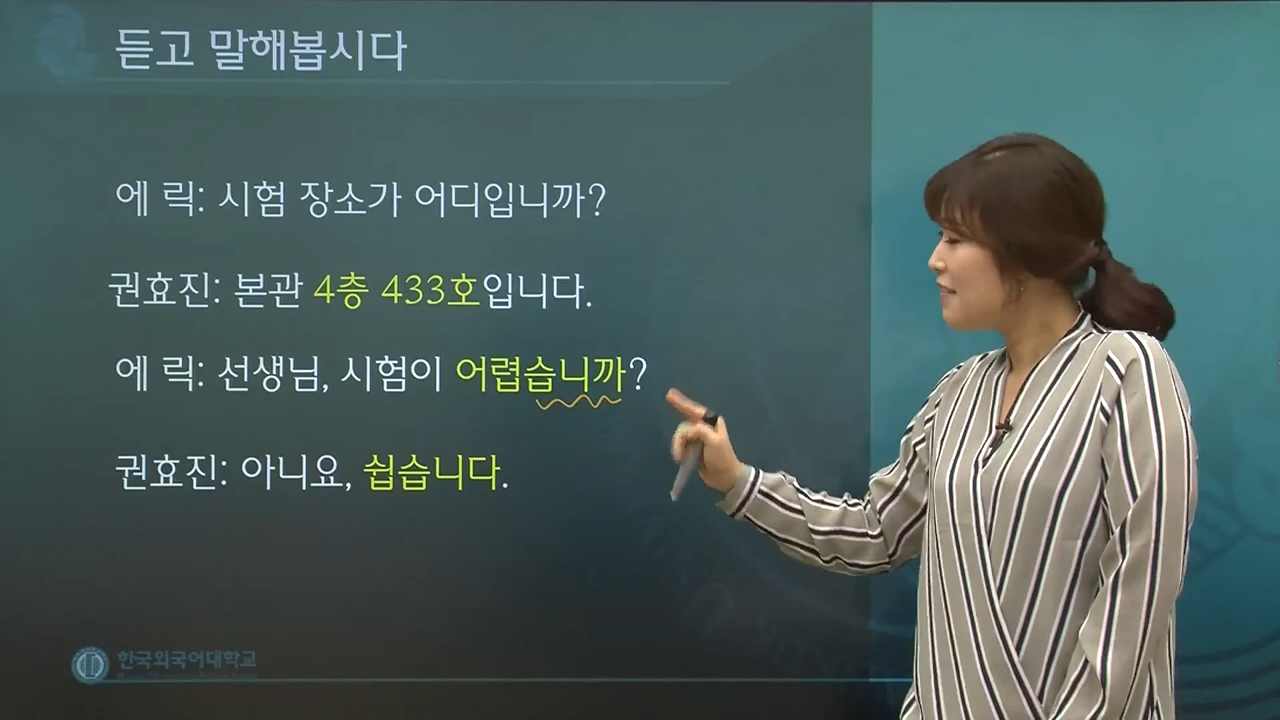 듣고 말해봅시다
에 릭: 시험 장소가 어디입니까?
권효진: 본관 4층 433호입니다.
에 릭: 선생님, 시험이 어렵습니까?
권효진: 아니요, 쉽습니다.
한국외국어대학교